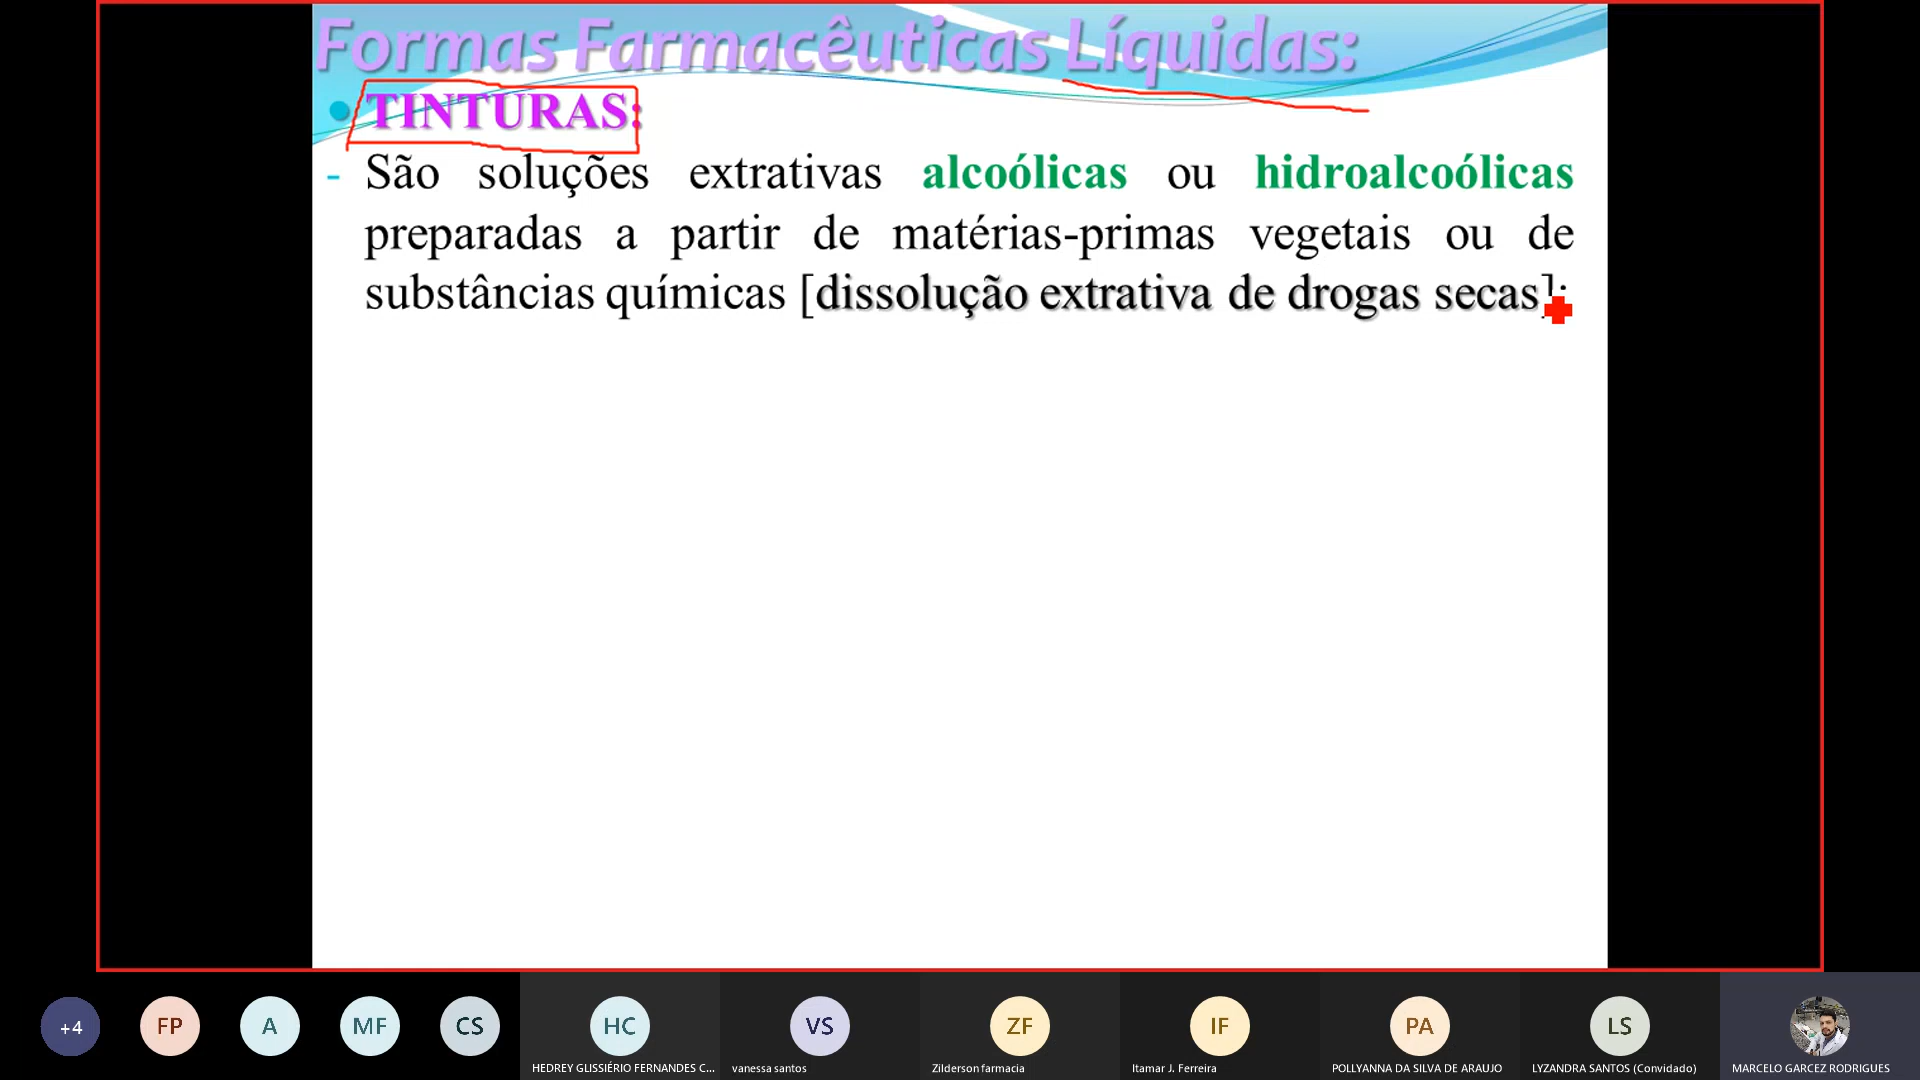 Formas Farmacêuticas Líquidas:
• TINTURAS:
- São soluções extrativas alcoólicas ou hidroalcoólicas
preparadas a partir de matérias-primas vegetais ou de
substâncias químicas [dissolução extrativa de drogas secas];
+4 FP A MF CS HC VS ZF IF PA LS
HEDREY GLISSIÉRIO FERNANDES C... vanessa santos Zilderson farmacia Itamar J. Ferreira POLLYANNA DA SILVA DE ARAUJO LYZANDRA SANTOS (Convidado) MARCELO GARCEZ RODRIGUES